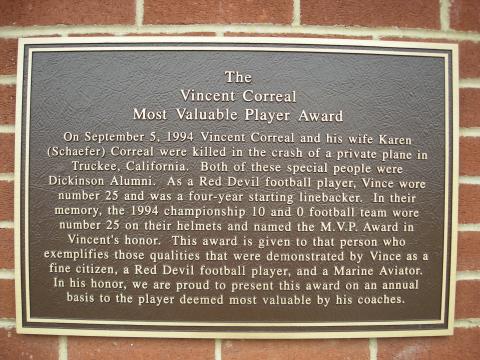 The
Vincent Correal
Most Valuable Player Award
On September 5, 1994 Vincent Correal and his wife Karen
(Schaefer) Correal were killed in the crash of a private plane in
Truckee, California.  Both of these special people were
Dickinson Alumni.  As a Red Devil football player, Vince wore
number 25 and was a four-year starting linebacker.  In their
memory, the 1994 championship 10 and 0 football team wore
number 25 on their helmets and named the M.V.P. Award in
Vincent's honor.  This award is given to that person who
exemplifies those qualities that were demonstrated by Vince as a
fine citizen, a Red Devil football player, and a Marine Aviator.
In his honor, we are proud to present this award on an annual
basis to the player deemed most valuable by his coaches.